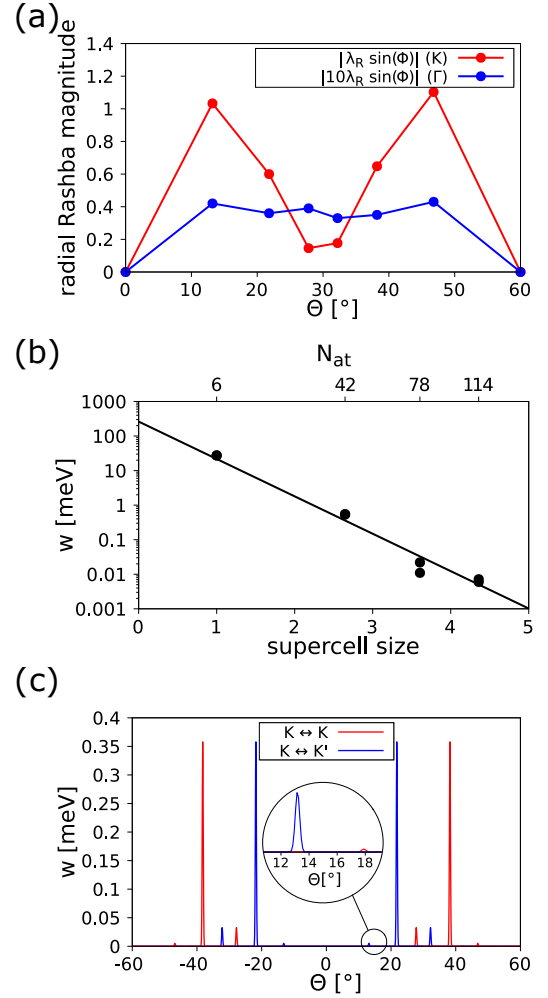 (a)
radial Rashba magnitude
1.4
1.2
1
0.8
0.6
0.4
0.2
0
|λR sin(Φ)| (K)
|10λR sin(Φ)| (Γ)
0 10 20 30 40 50 60
Θ [°]
(b)
Nat
6 42 78 114
w [meV]
1000
100
10
1
0.1
0.01
0.001
0 1 2 3 4 5
supercell size
(c)
w [meV]
0.4
0.35
0.3
0.25
0.2
0.15
0.1
0.05
0
K ↔ K
K ↔ K'
12 14 16 18
Θ[°]
-60 -40 -20 0 20 40 60
Θ [°]